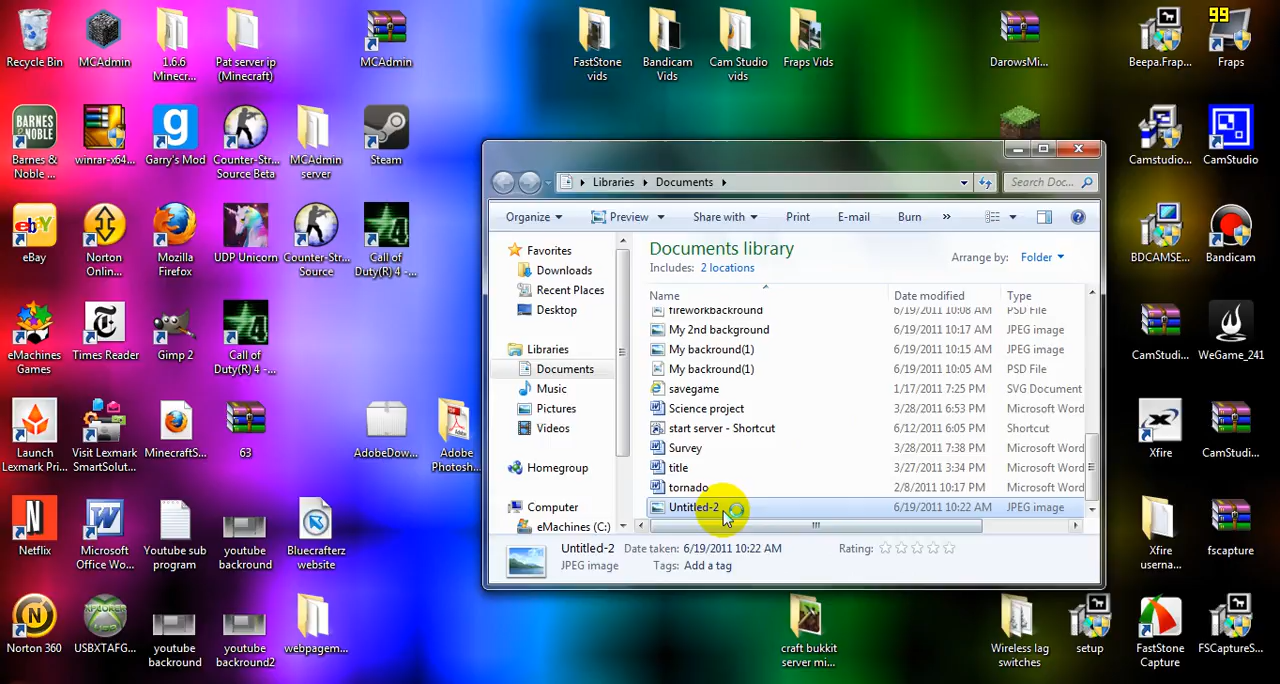 99
Recycle Bin
MCAdmin
1.6.6
Minecr...
Pat server ip
(Minecraft)
MCAdmin
FastStone
vids
Bandicam
Vids
Cam Studio
vids
Fraps Vids
DarowsMi...
Beepa.Frap...
Fraps
BARNES
&NOBLE
Barnes &
Noble ...
winrar-x64...
Garry's Mod
Counter-Str...
Source Beta
MCAdmin
server
Steam
Camstudio...
CamStudio
eBay
Norton
Onlin...
Mozilla
Firefox
UDP Unicorn
Counter-Str...
Source
Call of
Duty(R) 4 -...
BDCAMSE...
Bandicam
eMachines
Games
Times Reader
Gimp 2
Call of
Duty(R) 4 -...
CamStudi...
WeGame_241
Launch
Lexmark Pri...
Visit Lexmark
SmartSolut...
MinecraftS...
63
AdobeDow...
Adobe
Photosh...
Xfire
CamStudi...
Netflix
Microsoft
Office Wo...
Youtube sub
program
youtube
backround
Bluecrafterz
website
Xfire
userna...
fscapture
Norton 360
USBXTAFG...
youtube
backround
youtube
backround2
webpagem...
craft bukkit
server mi...
Wireless lag
switches
setup
FastStone
Capture
FSCaptureS...
Libraries
Documents
Search Doc...
Organize
Preview
Share with
Print
E-mail
Burn
»
Favorites
Downloads
Recent Places
Desktop
Libraries
Documents
Music
Pictures
Videos
Homegroup
Computer
eMachines (C:)
Documents library
Includes: 2 locations
Arrange by: Folder
Name Date modified Type
fireworkbackround 6/19/2011 10:08 AM PSD File
My 2nd background 6/19/2011 10:17 AM JPEG image
My backround(1) 6/19/2011 10:15 AM JPEG image
My backround(1) 6/19/2011 10:05 AM PSD File
savegame 1/17/2011 7:25 PM SVG Document
Science project 3/28/2011 6:53 PM Microsoft Word
start server - Shortcut 6/12/2011 6:05 PM Shortcut
Survey 3/28/2011 7:38 PM Microsoft Word
title 3/27/2011 3:34 PM Microsoft Word
tornado 2/8/2011 10:17 PM Microsoft Word
Untitled-2 6/19/2011 10:22 AM JPEG image
Untitled-2 Date taken: 6/19/2011 10:22 AM Rating:
JPEG image Tags: Add a tag